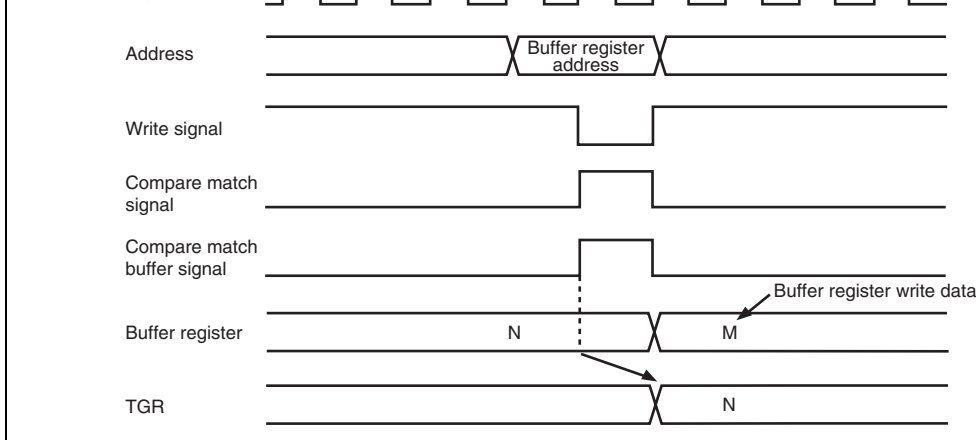 Address
Buffer register
address
Write signal
Compare match
signal
Compare match
buffer signal
Buffer register write data
Buffer register
N
M
TGR
N